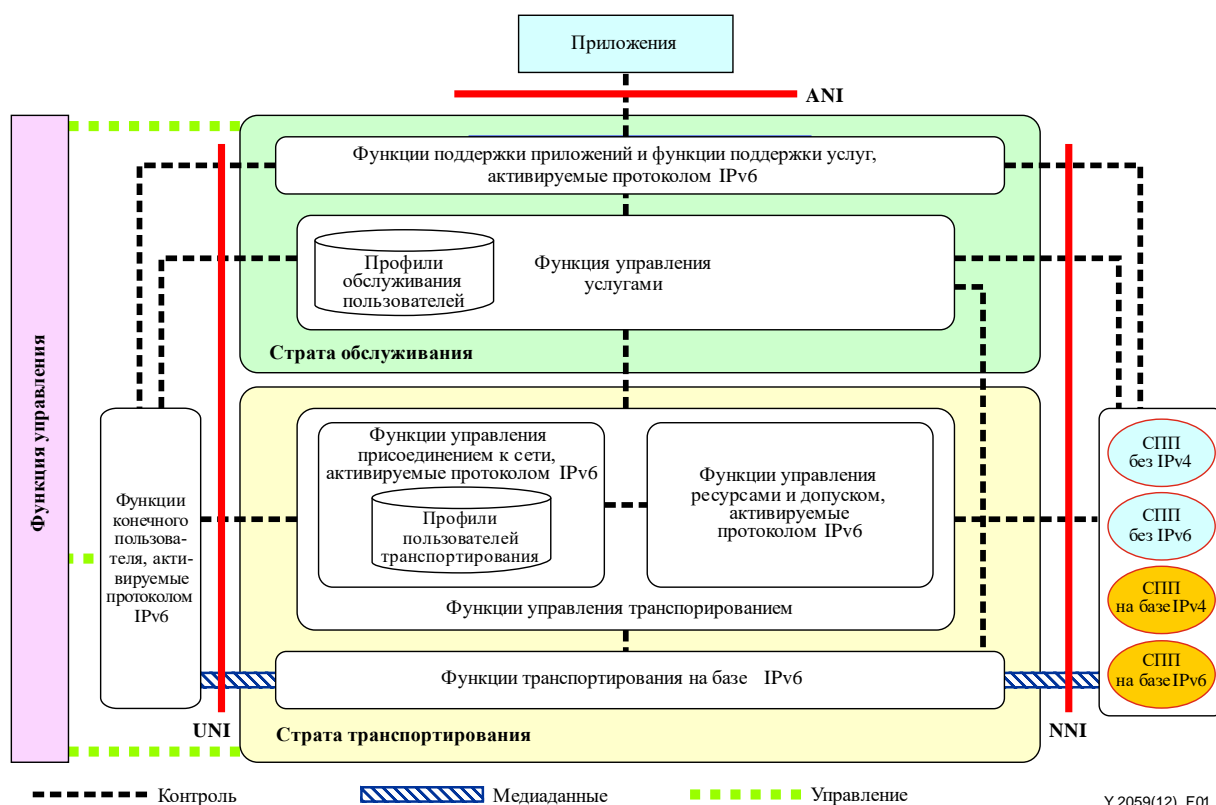 Приложения
ANI
Функции поддержки приложений и функции поддержки услуг,
активируемые протоколом IPv6
Профили
обслуживания
пользователей
Функция управления
услугами
Страта обслуживания
Функция управления
Функции
конечного
пользова-
теля, акти-
вируемые
протоколом
IPv6
Функции управления
присоединением к сети,
активируемые протоколом IPv6
Профили
пользователей
транспортирования
Функции управления
ресурсами и допуском,
активируемые
протоколом IPv6
Функции управления транспорированием
Функции транспортирования на базе IPv6
Страта транспортирования
UNI
NNI
СПП
без IPv4
СПП
без IPv6
СПП
на базе IPv4
СПП
на базе IPv6
Контроль
Медиаданные
Управление
Y.2059(12)_F01